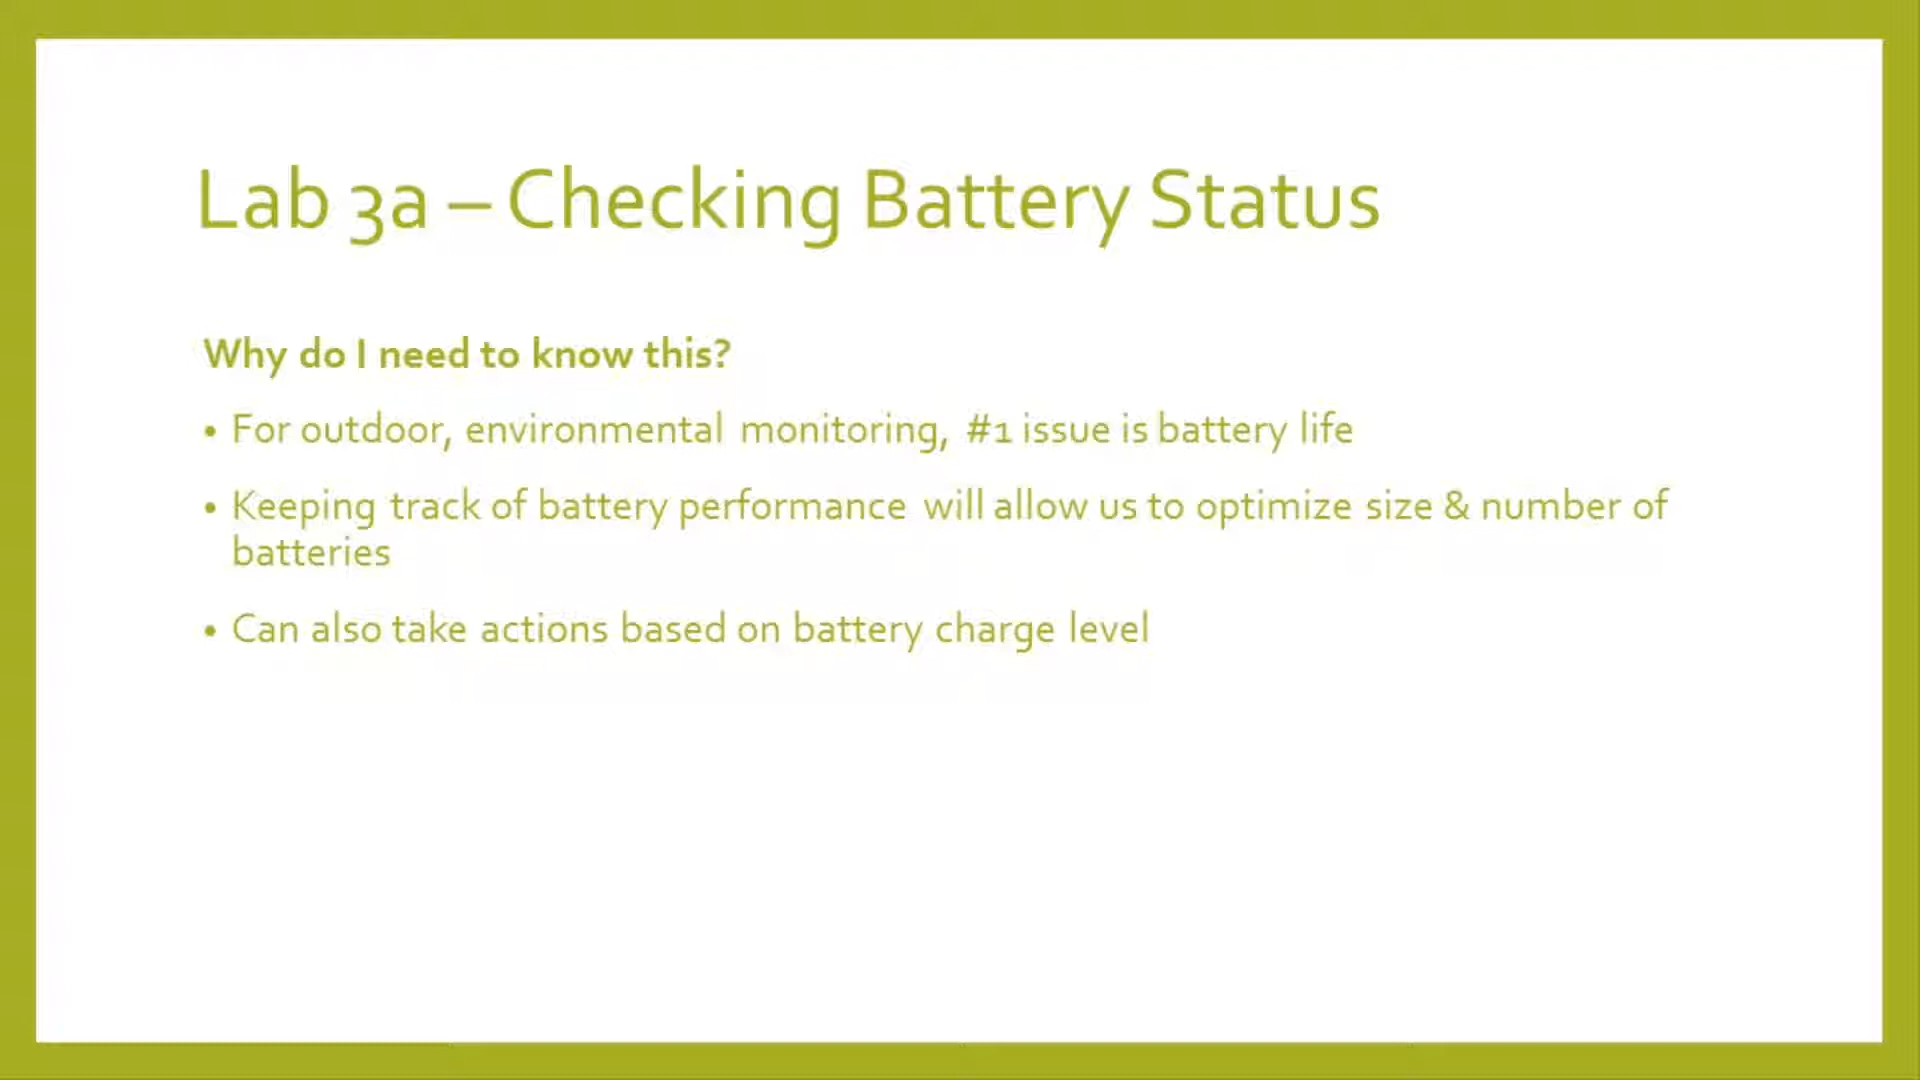 Lab 3a – Checking Battery Status
Why do I need to know this?
• For outdoor, environmental monitoring, #1 issue is battery life
• Keeping track of battery performance will allow us to optimize size & number of
batteries
• Can also take actions based on battery charge level